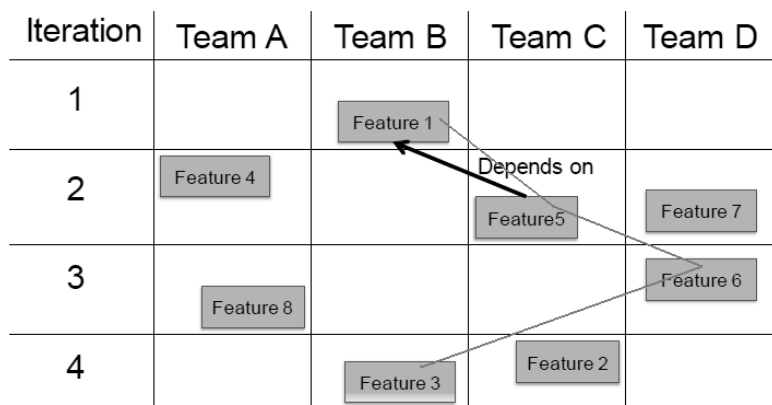 Iteration Team A Team B Team C Team D
1
Feature 1
Depends on
2
Feature 4
Feature5
Feature 7
3
Feature 6
Feature 8
4
Feature 3
Feature 2